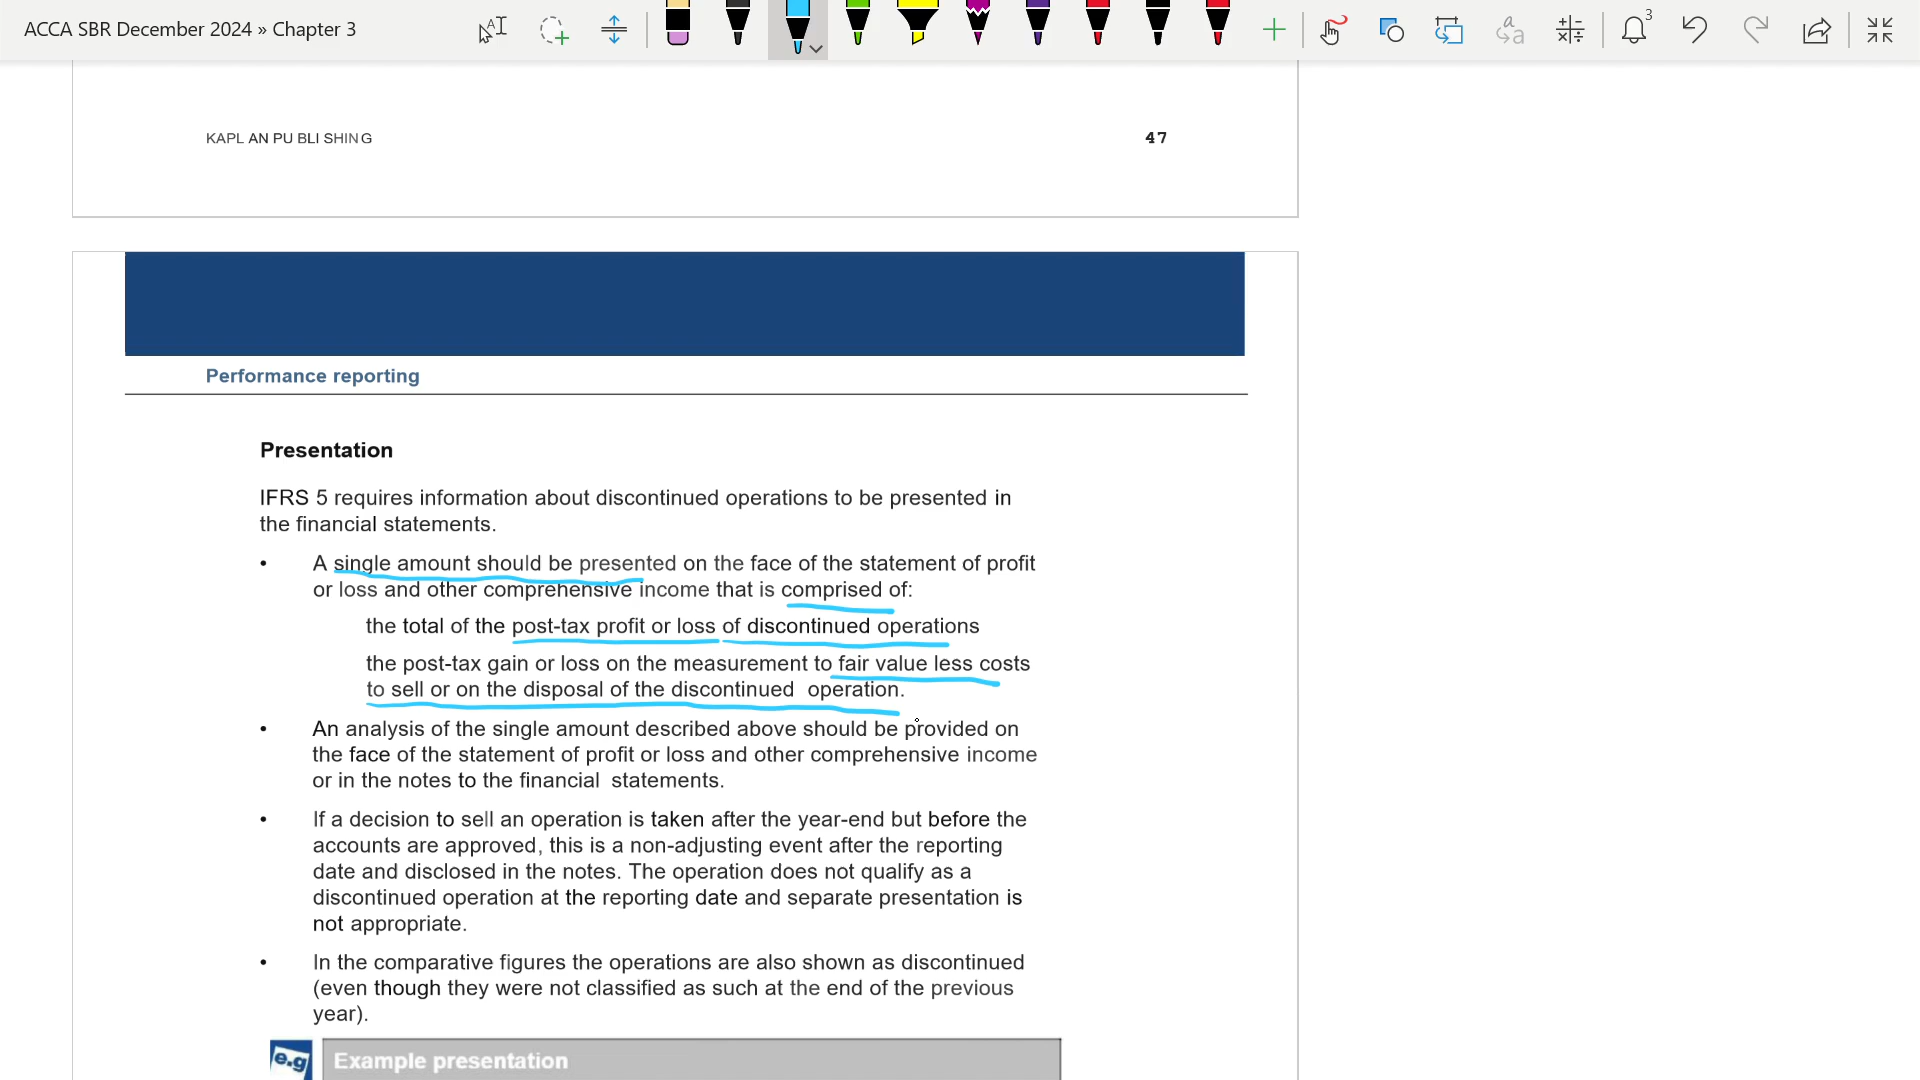 ACCA SBR December 2024 » Chapter 3
3
KAPL AN PU BLI SHING
47
Performance reporting
Presentation
IFRS 5 requires information about discontinued operations to be presented in
the financial statements.
• A single amount should be presented on the face of the statement of profit
or loss and other comprehensive income that is comprised of:
the total of the post-tax profit or loss of discontinued operations
the post-tax gain or loss on the measurement to fair value less costs
to sell or on the disposal of the discontinued operation.
• An analysis of the single amount described above should be provided on
the face of the statement of profit or loss and other comprehensive income
or in the notes to the financial statements.
• If a decision to sell an operation is taken after the year-end but before the
accounts are approved, this is a non-adjusting event after the reporting
date and disclosed in the notes. The operation does not qualify as a
discontinued operation at the reporting date and separate presentation is
not appropriate.
• In the comparative figures the operations are also shown as discontinued
(even though they were not classified as such at the end of the previous
year).
e.g Example presentation